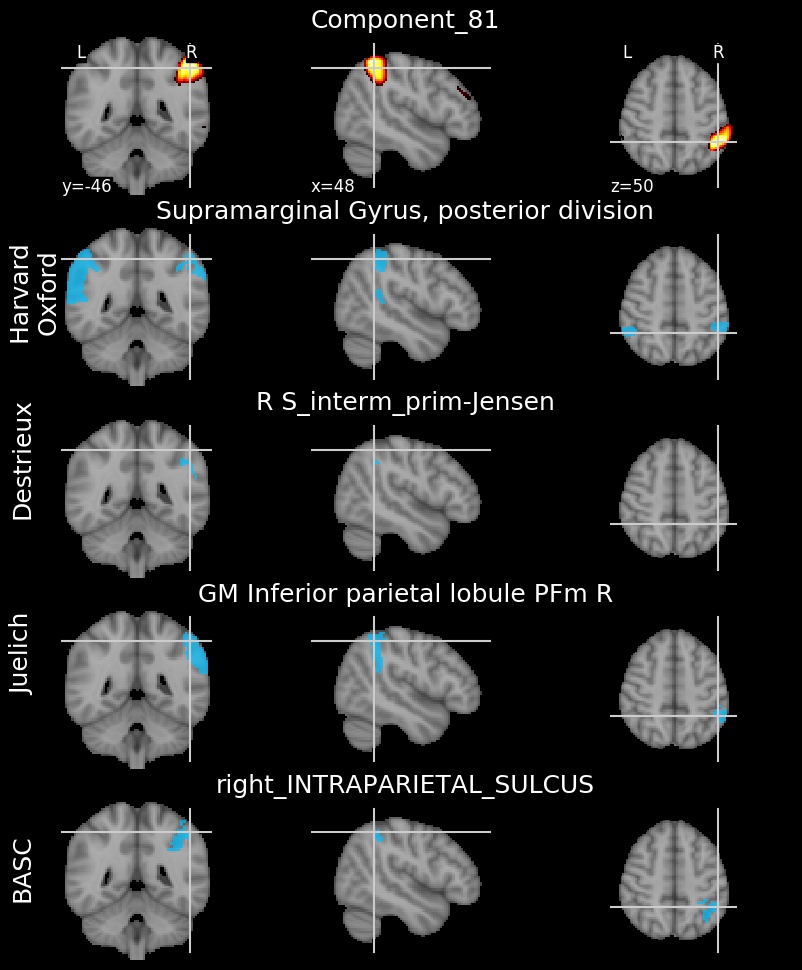 Component_81
L R
L R
y=-46 x=48 z=50
Supramarginal Gyrus, posterior division
Harvard
Oxford
R S_interm_prim-Jensen
Destrieux
GM Inferior parietal lobule PFm R
Juelich
right_INTRAPARIETAL_SULCUS
BASC